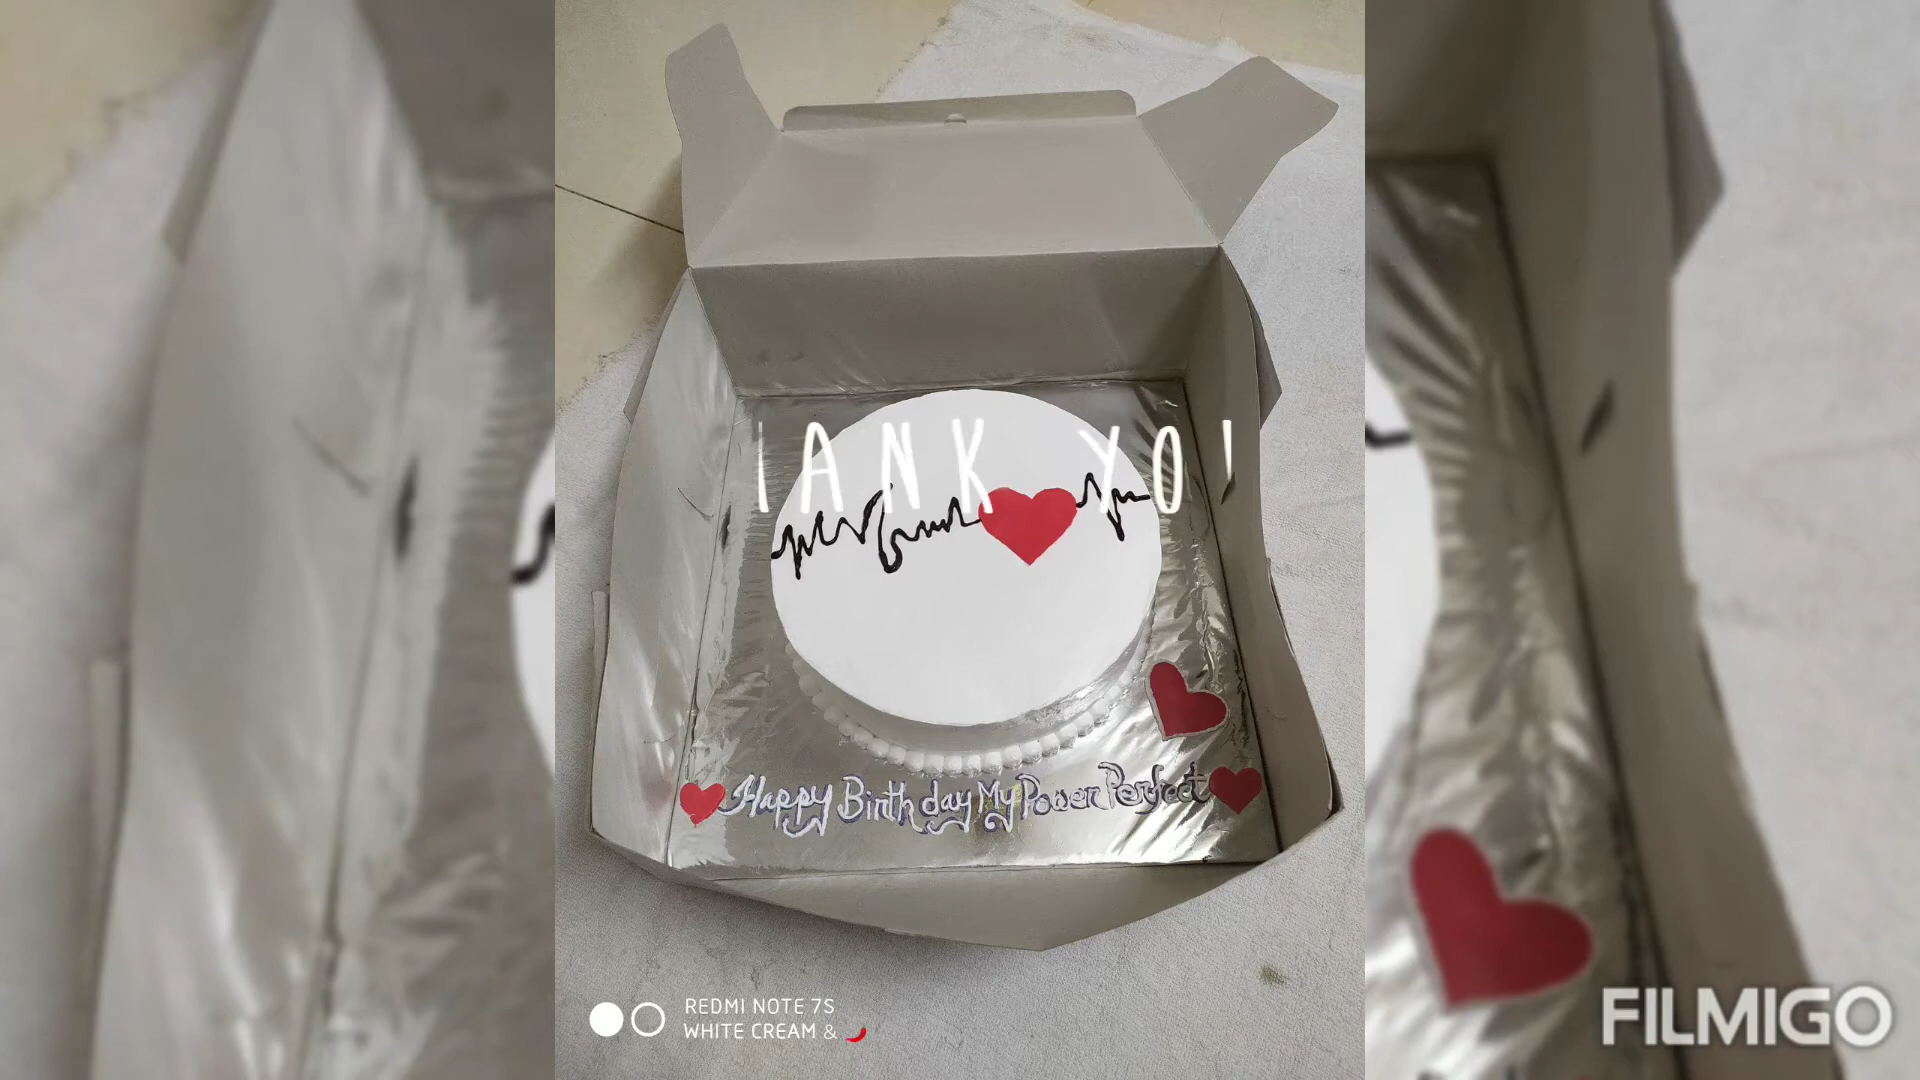 IANK YO!
Happy Birthday My Power Perfect
REDMI NOTE 7S
WHITE CREAM &
FILMIGO